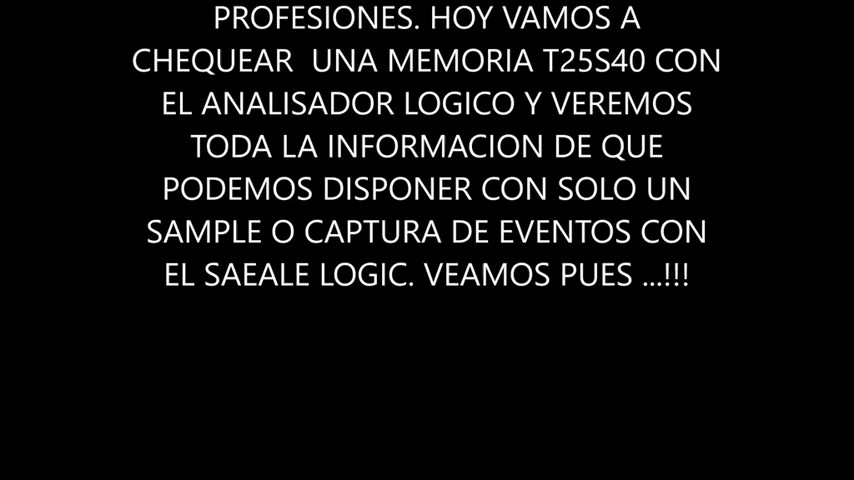 PROFESIONES. HOY VAMOS A
CHEQUEAR  UNA MEMORIA T25S40 CON
EL ANALISADOR LOGICO Y VEREMOS
TODA LA INFORMACION DE QUE
PODEMOS DISPONER CON SOLO UN
SAMPLE O CAPTURA DE EVENTOS CON
EL SAEALE LOGIC. VEAMOS PUES ...!!!